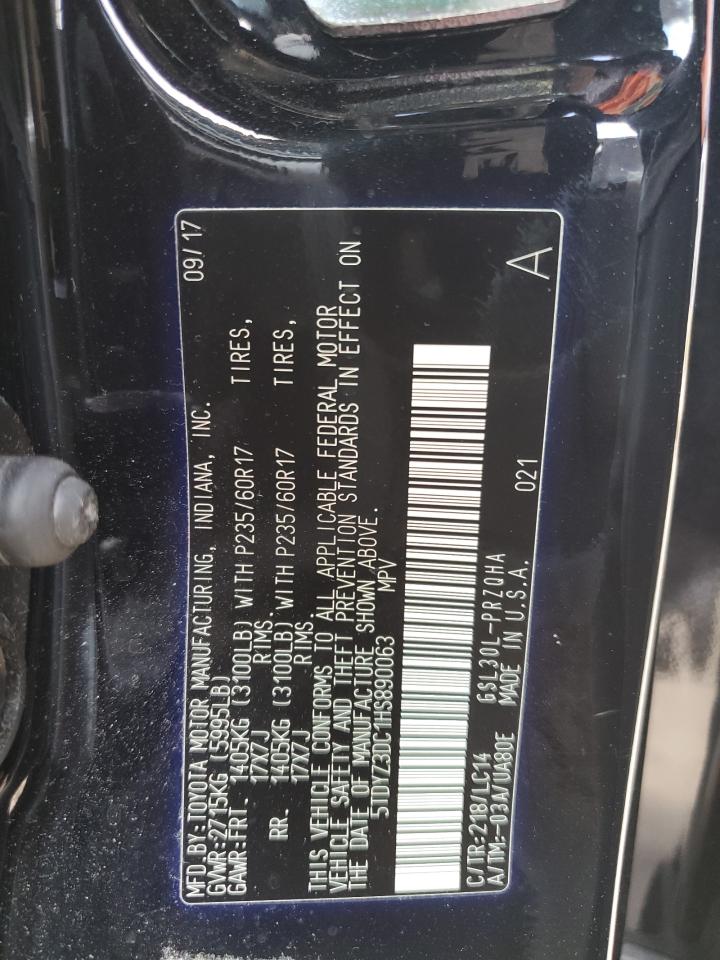 MFD.BY:TOYOTA MOTOR MANUFACTURING, INDIANA, INC. 09/17
GVWR:2715KG (5995LB)
GAWR:FRT. 1405KG (3100LB) WITH P235/60R17 TIRES,
17X7J RIMS.
RR. 1405KG (3100LB) WITH P235/60R17 TIRES,
17X7J RIMS.
THIS VEHICLE CONFORMS TO ALL APPLICABLE FEDERAL MOTOR
VEHICLE SAFETY AND THEFT PREVENTION STANDARDS IN EFFECT ON
THE DATE OF MANUFACTURE SHOWN ABOVE.
5TDYZ3DC1HS890063 MPV
C/TR:218/LC14 GSL30L-PRZQHA 021 A
A/TM:-03A/UA80E MADE IN U.S.A.